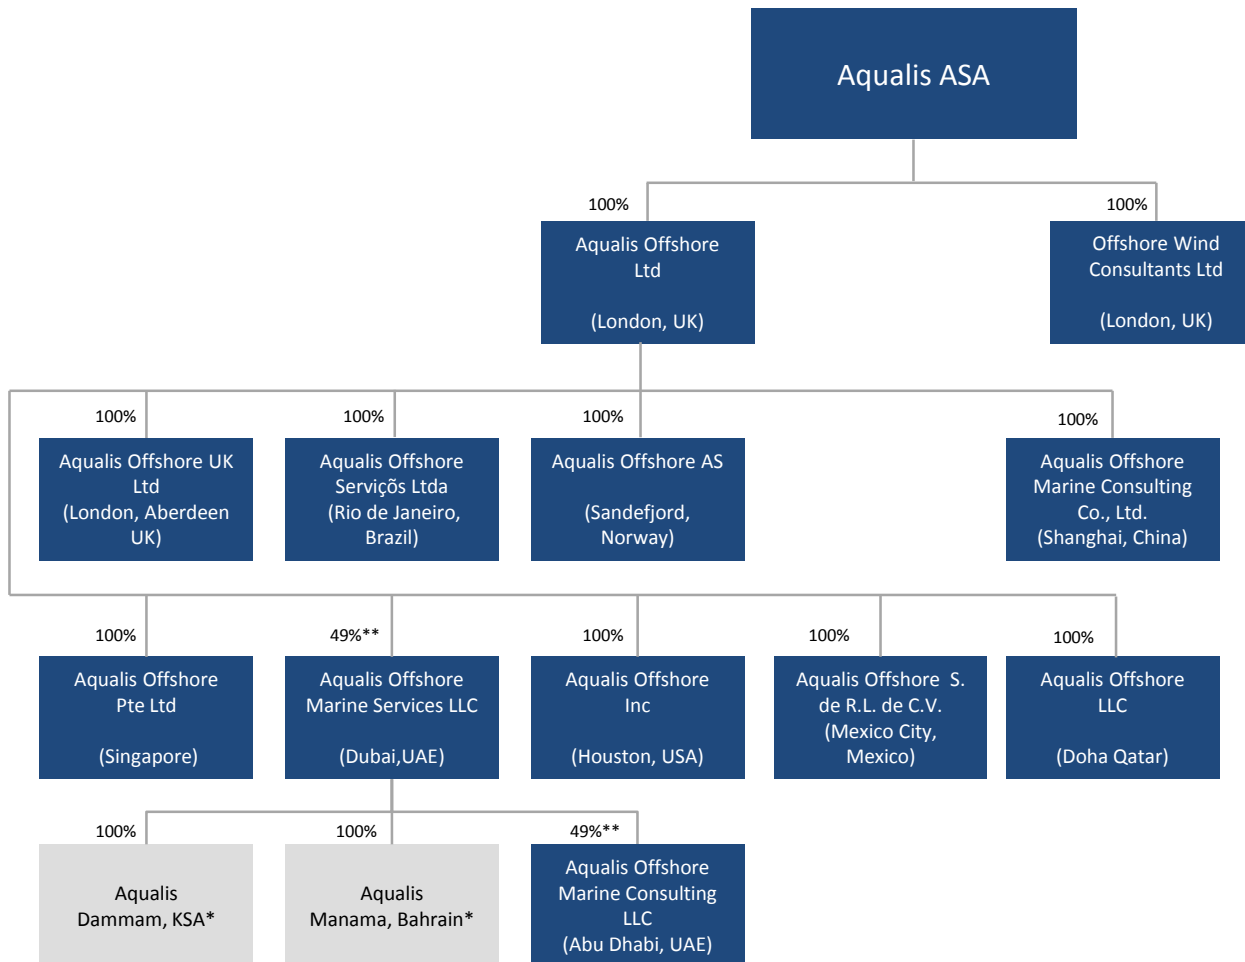 Aqualis ASA
100%
100%
Aqualis Offshore
Ltd
(London, UK)
Offshore Wind
Consultants Ltd
(London, UK)
100%
100%
100%
100%
Aqualis Offshore UK
Ltd
(London, Aberdeen
UK)
Aqualis Offshore
Serviçõs Ltda
(Rio de Janeiro,
Brazil)
Aqualis Offshore AS
(Sandefjord,
Norway)
Aqualis Offshore
Marine Consulting
Co., Ltd.
(Shanghai, China)
100%
49%**
100%
100%
100%
Aqualis Offshore
Pte Ltd
(Singapore)
Aqualis Offshore
Marine Services LLC
(Dubai,UAE)
Aqualis Offshore
Inc
(Houston, USA)
Aqualis Offshore  S.
de R.L. de C.V.
(Mexico City,
Mexico)
Aqualis Offshore
LLC
(Doha Qatar)
100%
100%
49%**
Aqualis
Dammam, KSA*
Aqualis
Manama, Bahrain*
Aqualis Offshore
Marine Consulting
LLC
(Abu Dhabi, UAE)